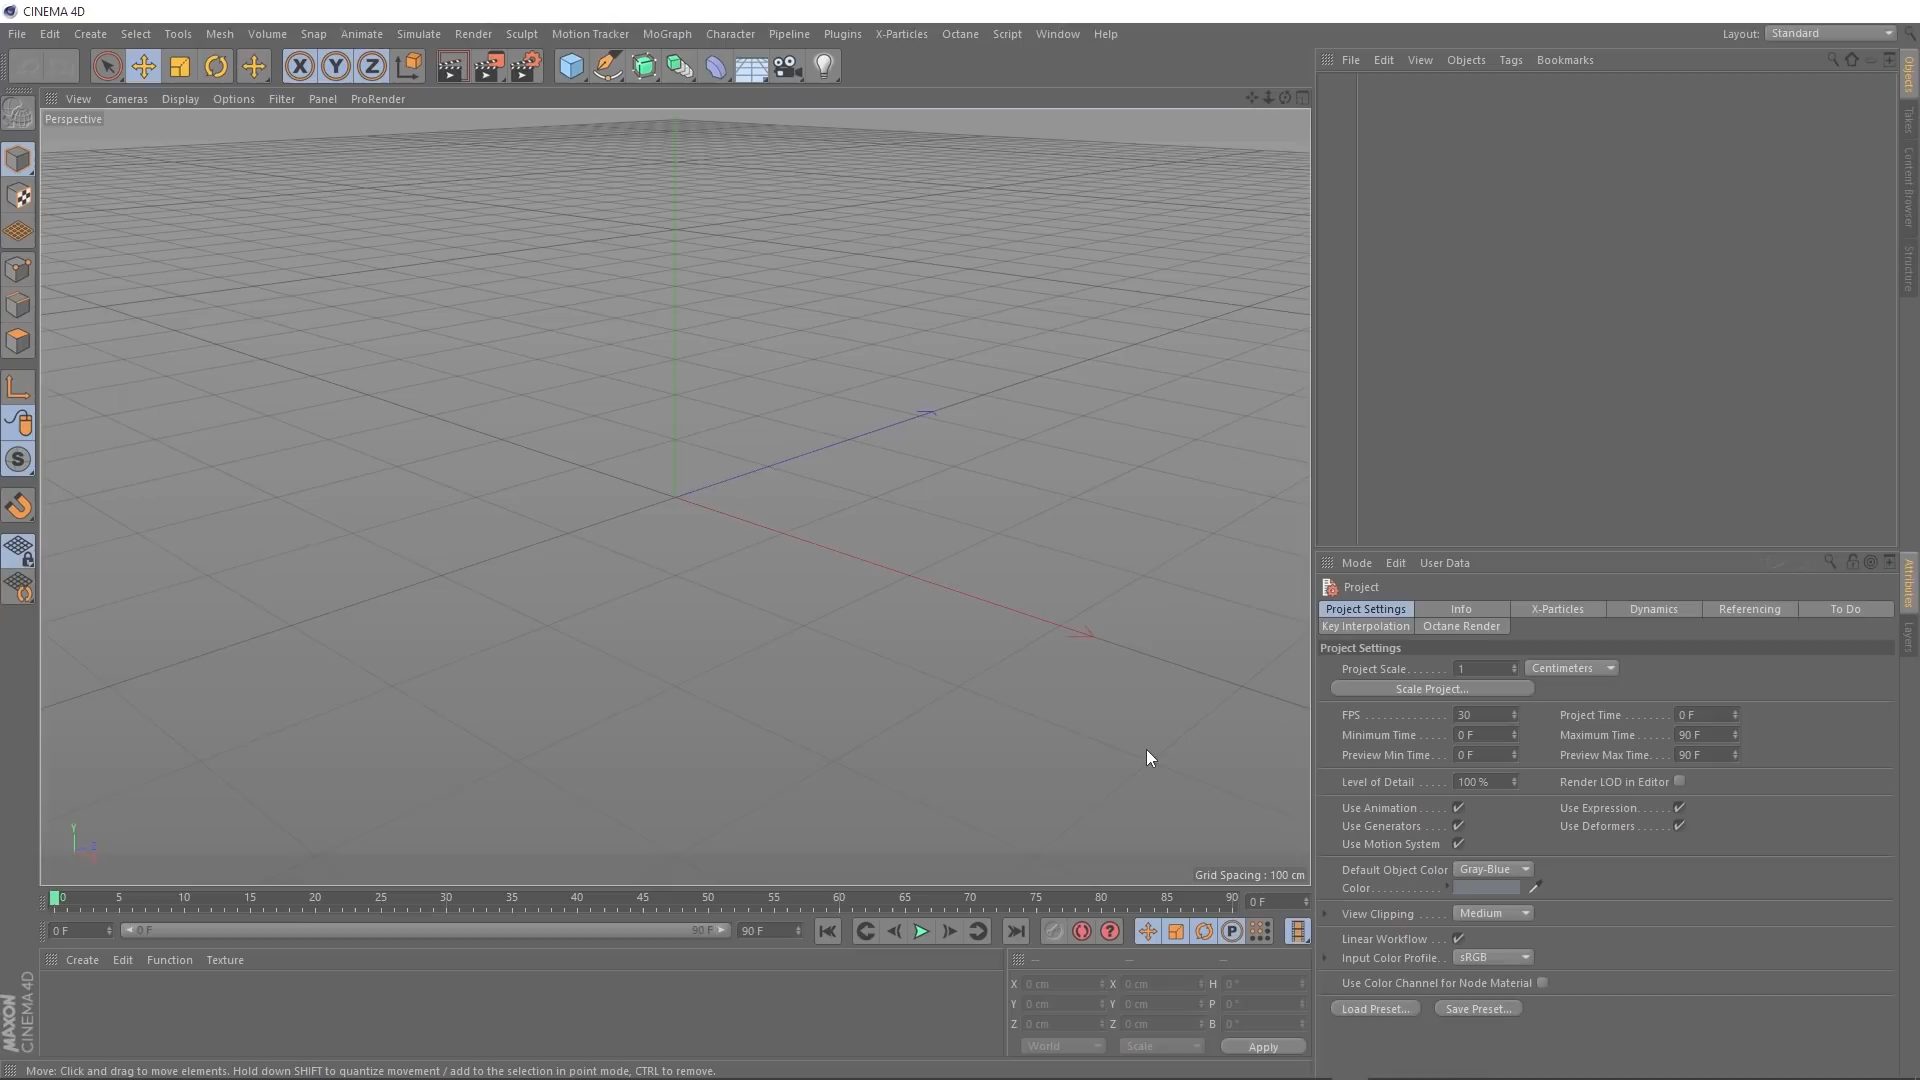 CINEMA 4D
File Edit Create Select Tools Mesh Volume Snap Animate Simulate Render Sculpt Motion Tracker MoGraph Character Pipeline Plugins X-Particles Octane Script Window Help
Layout: Standard
X Y Z
View Cameras Display Options Filter Panel ProRender
File Edit View Objects Tags Bookmarks
Perspective
Objects
Takes
Content Browser
Structure
S
Y
Z
X
Grid Spacing : 100 cm
0 5 10 15 20 25 30 35 40 45 50 55 60 65 70 75 80 85 90 0 F
0 F 0 F 90 F 90 F
? P
Create Edit Function Texture
-- -- --
X 0 cm X 0 cm H 0 °
Y 0 cm Y 0 cm P 0 °
Z 0 cm Z 0 cm B 0 °
World Scale Apply
MAXON
CINEMA 4D
Move: Click and drag to move elements. Hold down SHIFT to quantize movement / add to the selection in point mode, CTRL to remove.
Mode Edit User Data
Attributes
Layers
Project
Project Settings Info X-Particles Dynamics Referencing To Do
Key Interpolation Octane Render
Project Settings
Project Scale . . . . . . . 1 Centimeters
Scale Project...
FPS . . . . . . . . . . . . . . 30 Project Time . . . . . . . . 0 F
Minimum Time . . . . . 0 F Maximum Time . . . . . . 90 F
Preview Min Time . . . 0 F Preview Max Time . . . . 90 F
Level of Detail . . . . . 100 % Render LOD in Editor
Use Animation . . . . . Use Expression . . . . . .
Use Generators . . . . Use Deformers . . . . . .
Use Motion System
Default Object Color Gray-Blue
Color . . . . . . . . . . . .
View Clipping . . . . . Medium
Linear Workflow . . .
Input Color Profile . . sRGB
Use Color Channel for Node Material
Load Preset... Save Preset...